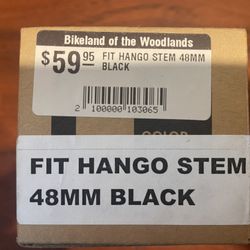 Bikeland of the Woodlands
$59.95 FIT HANGO STEM 48MM
BLACK
2 100000 103065
COLOR
FIT HANGO STEM
48MM BLACK